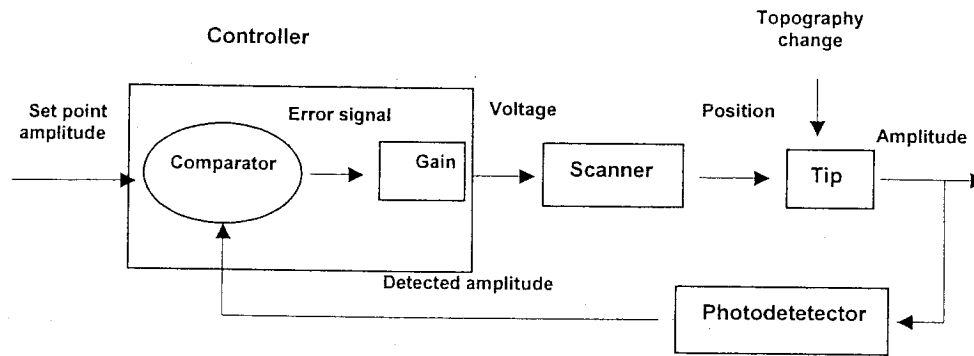 Topography
change
Controller
Set point
amplitude
Error signal
Voltage
Position
Amplitude
Comparator
Gain
Scanner
Tip
Detected amplitude
Photodetetector